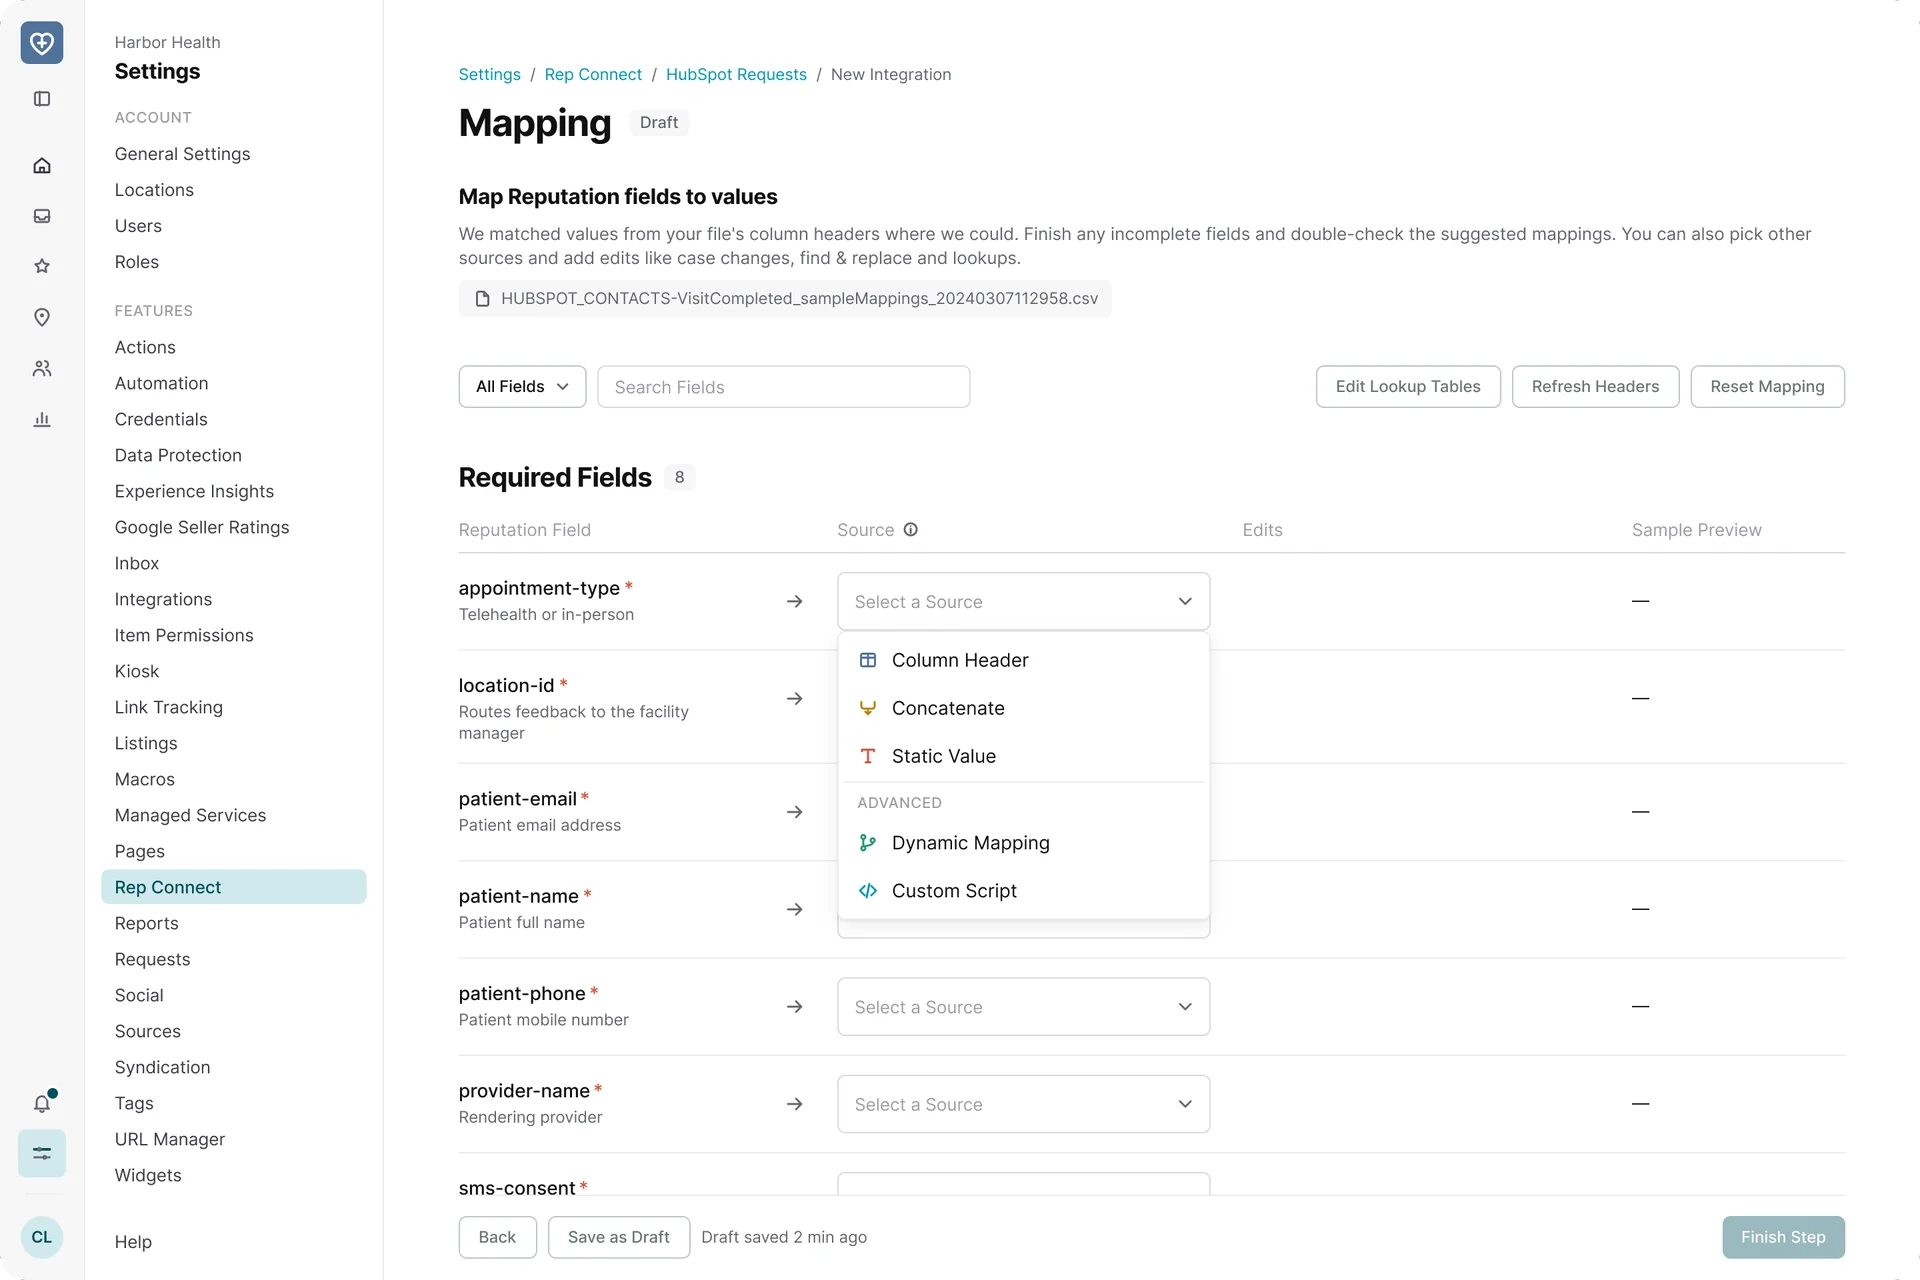 Harbor Health
Settings
ACCOUNT
General Settings
Locations
Users
Roles
FEATURES
Actions
Automation
Credentials
Data Protection
Experience Insights
Google Seller Ratings
Inbox
Integrations
Item Permissions
Kiosk
Link Tracking
Listings
Macros
Managed Services
Pages
Rep Connect
Reports
Requests
Social
Sources
Syndication
Tags
URL Manager
Widgets
Help
CL
Settings / Rep Connect / HubSpot Requests / New Integration
Mapping Draft
Map Reputation fields to values
We matched values from your file's column headers where we could. Finish any incomplete fields and double-check the suggested mappings. You can also pick other
sources and add edits like case changes, find & replace and lookups.
HUBSPOT_CONTACTS-VisitCompleted_sampleMappings_20240307112958.csv
All Fields Search Fields Edit Lookup Tables Refresh Headers Reset Mapping
Required Fields 8
Reputation Field Source Edits Sample Preview
appointment-type *
Telehealth or in-person
Select a Source
—
Column Header
Concatenate
Static Value
ADVANCED
Dynamic Mapping
Custom Script
location-id *
Routes feedback to the facility
manager
—
patient-email *
Patient email address
—
patient-name *
Patient full name
—
patient-phone *
Patient mobile number
Select a Source
—
provider-name *
Rendering provider
Select a Source
—
sms-consent *
Back Save as Draft Draft saved 2 min ago Finish Step